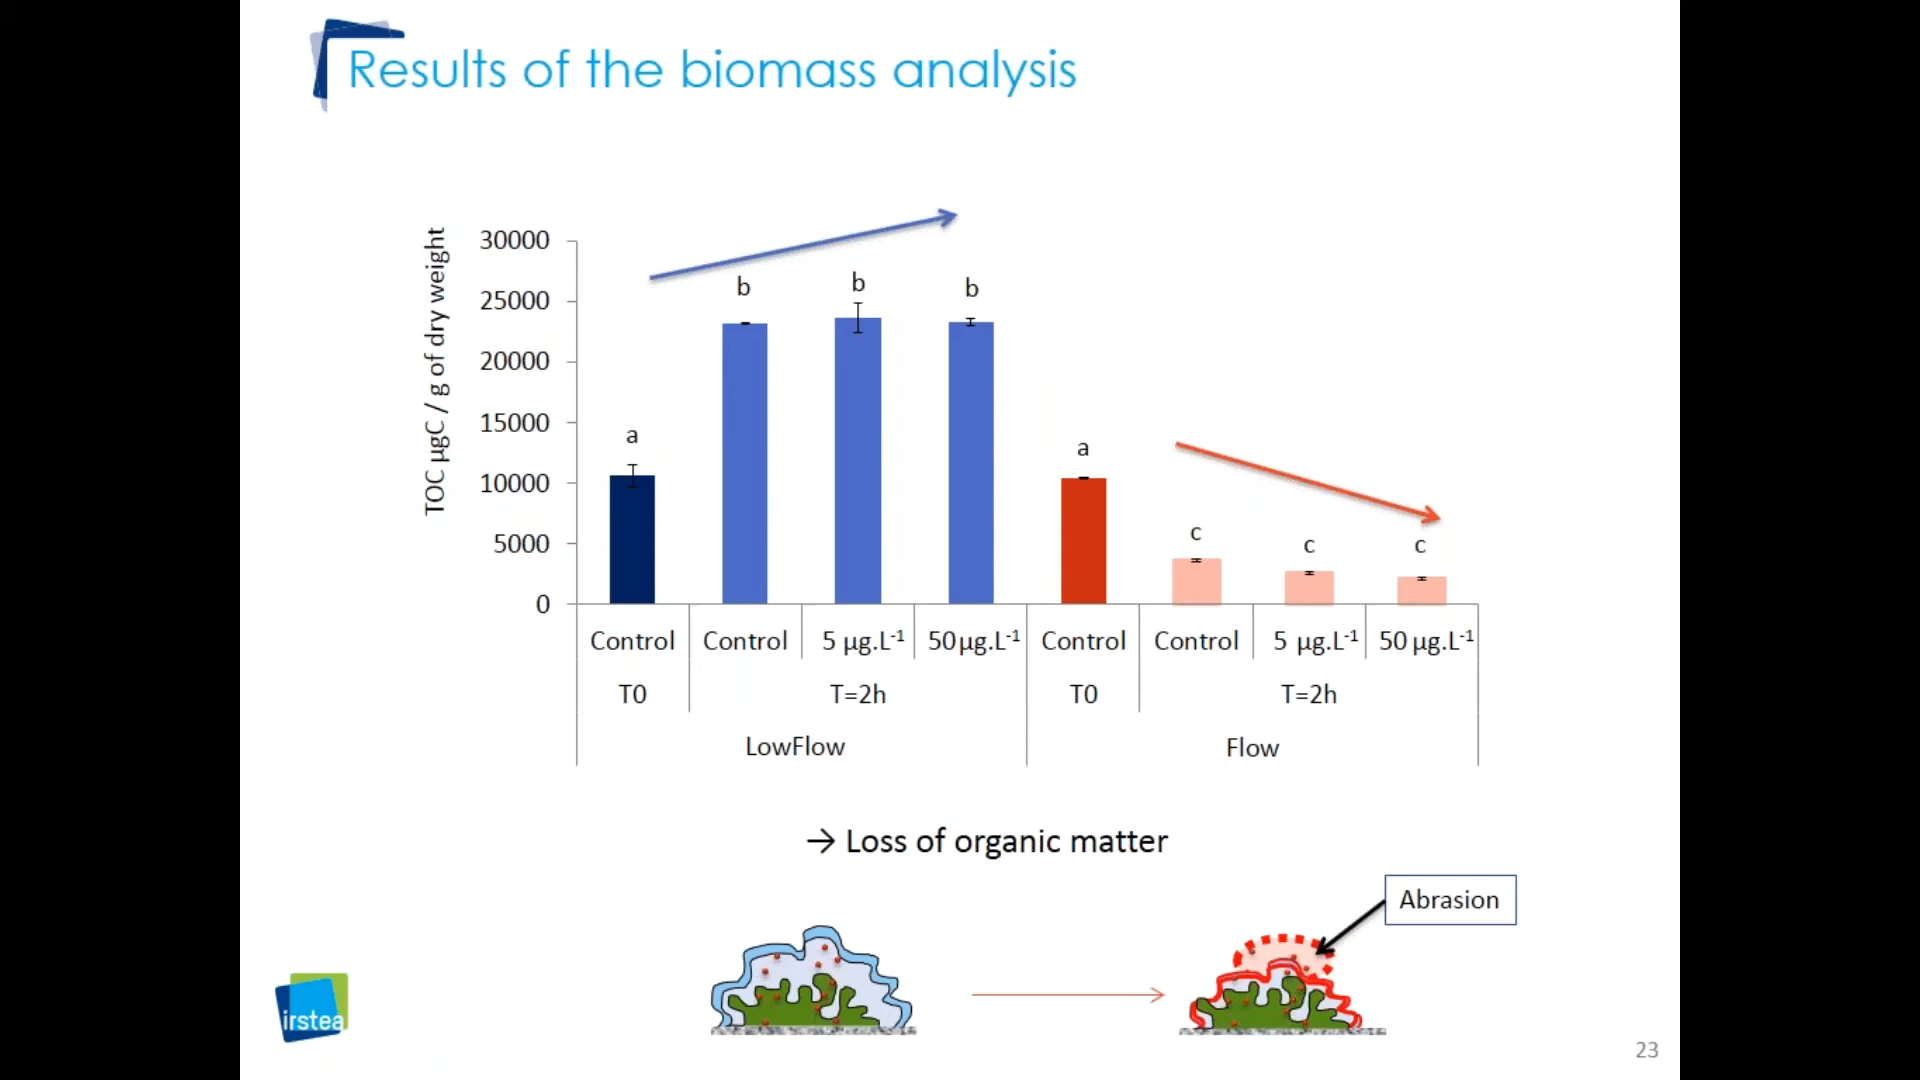 Results of the biomass analysis
TOC µgC / g of dry weight
30000
25000
20000
15000
10000
5000
0
a
b
b
b
a
c
c
c
Control
Control
5 µg.L⁻¹
50 µg.L⁻¹
Control
Control
5 µg.L⁻¹
50 µg.L⁻¹
T0
T=2h
T0
T=2h
LowFlow
Flow
→ Loss of organic matter
Abrasion
irstea
23